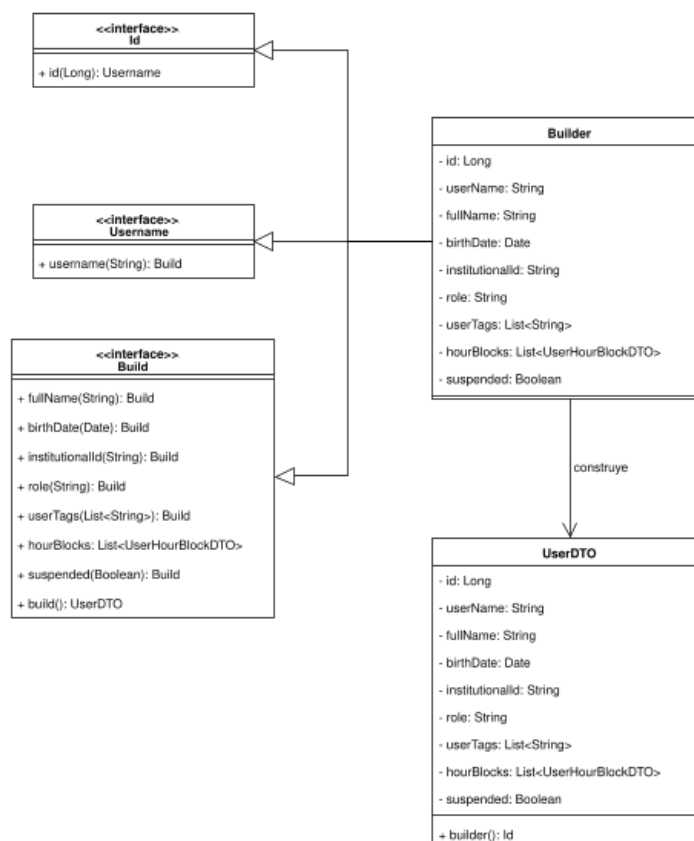 <<interface>>
Id
+ id(Long): Username
<<interface>>
Username
+ username(String): Build
<<interface>>
Build
+ fullName(String): Build
+ birthDate(Date): Build
+ institutionalId(String): Build
+ role(String): Build
+ userTags(List<String>): Build
+ hourBlocks: List<UserHourBlockDTO>
+ suspended(Boolean): Build
+ build(): UserDTO
Builder
- id: Long
- userName: String
- fullName: String
- birthDate: Date
- institutionalId: String
- role: String
- userTags: List<String>
- hourBlocks: List<UserHourBlockDTO>
- suspended: Boolean
construye
UserDTO
- id: Long
- userName: String
- fullName: String
- birthDate: Date
- institutionalId: String
- role: String
- userTags: List<String>
- hourBlocks: List<UserHourBlockDTO>
- suspended: Boolean
+ builder(): Id